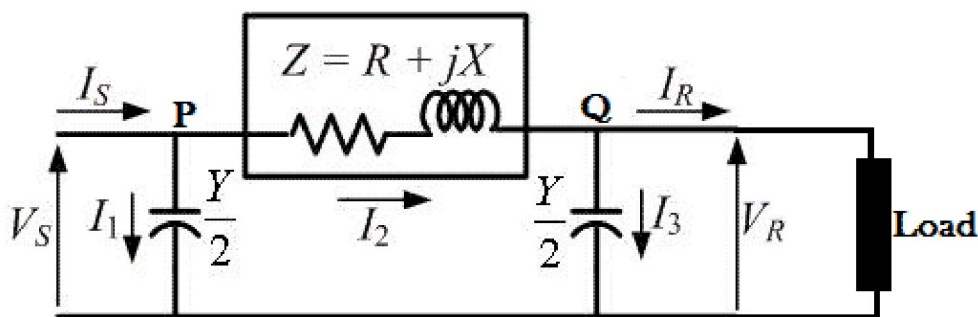 Z = R + jX
I_S
P
Q
I_R
V_S
I_1
Y/2
I_2
Y/2
I_3
V_R
Load